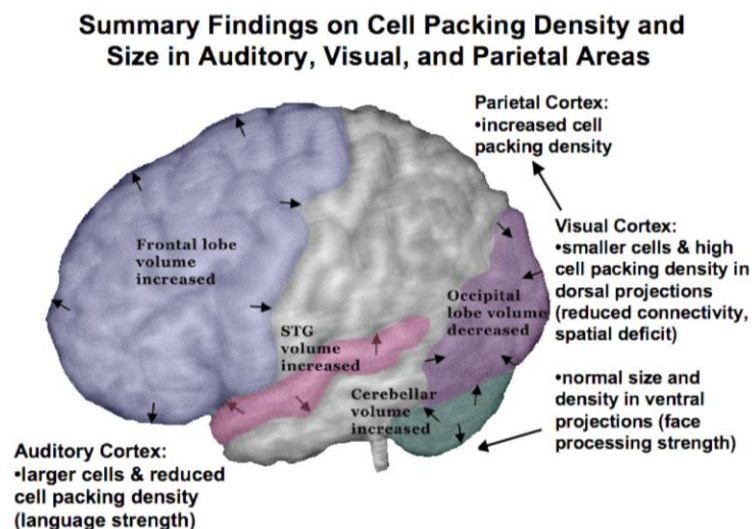 Summary Findings on Cell Packing Density and
Size in Auditory, Visual, and Parietal Areas
Parietal Cortex:
•increased cell
packing density
Frontal lobe
volume
increased
Visual Cortex:
•smaller cells & high
cell packing density in
dorsal projections
(reduced connectivity,
spatial deficit)
Occipital
lobe volume
decreased
STG
volume
increased
•normal size and
density in ventral
projections (face
processing strength)
Cerebellar
volume
increased
Auditory Cortex:
•larger cells & reduced
cell packing density
(language strength)